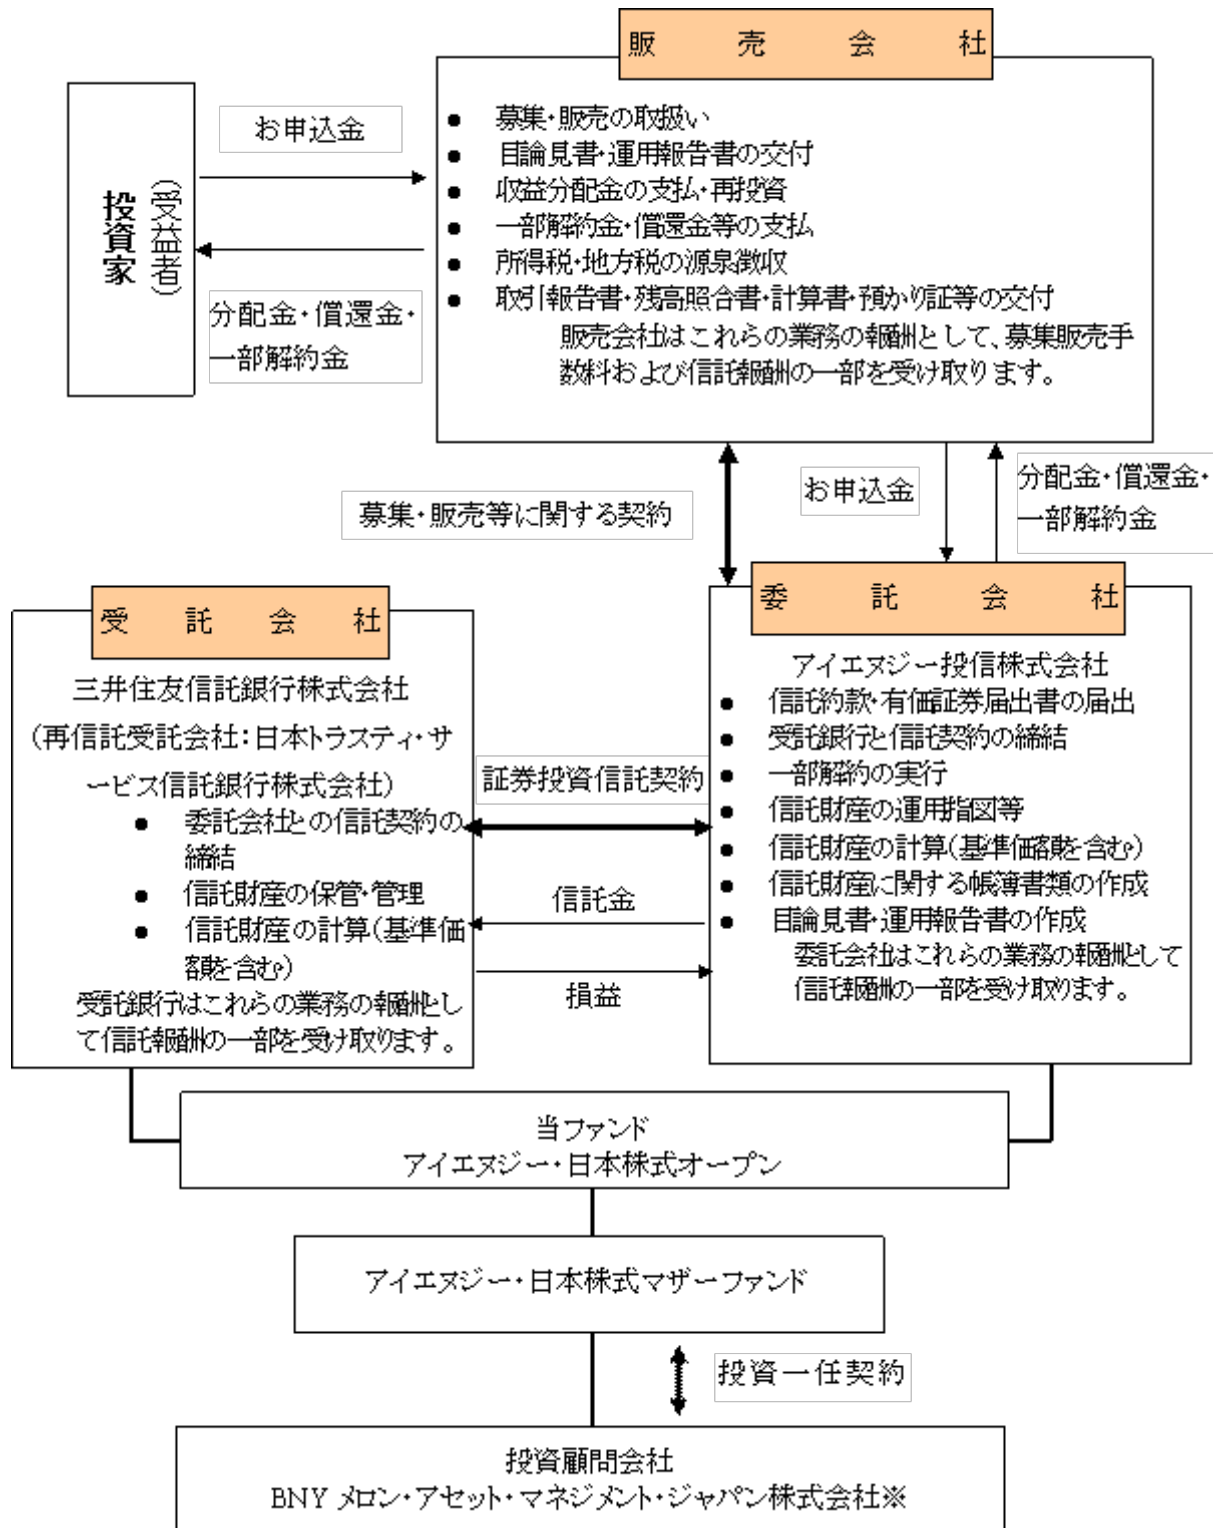 販売会社
投資家
(受益者)
お申込金
分配金・償還金・
一部解約金
● 募集・販売の取扱い
● 目論見書・運用報告書の交付
● 収益分配金の支払・再投資
● 一部解約金・償還金等の支払
● 所得税・地方税の源泉徴収
● 取引報告書・残高照合書・計算書・預かり証等の交付
販売会社はこれらの業務の報酬として、募集販売手
数料および信託報酬の一部を受け取ります。
募集・販売等に関する契約
お申込金
分配金・償還金・
一部解約金
受託会社
三井住友信託銀行株式会社
(再信託受託会社:日本トラスティ・サ
ービス信託銀行株式会社)
● 委託会社との信託契約の
締結
● 信託財産の保管・管理
● 信託財産の計算(基準価
額を含む)
受託銀行はこれらの業務の報酬とし
て信託報酬の一部を受け取ります。
証券投資信託契約
信託金
損益
委託会社
アイエヌジー投信株式会社
● 信託約款・有価証券届出書の届出
● 受託銀行と信託契約の締結
● 一部解約の実行
● 信託財産の運用指図等
● 信託財産の計算(基準価額を含む)
● 信託財産に関する帳簿書類の作成
● 目論見書・運用報告書の作成
委託会社はこれらの業務の報酬として
信託報酬の一部を受け取ります。
当ファンド
アイエヌジー・日本株式オープン
アイエヌジー・日本株式マザーファンド
投資一任契約
投資顧問会社
BNY メロン・アセット・マネジメント・ジャパン株式会社※